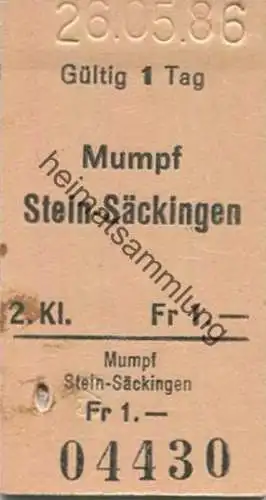 26.05.86
Gültig 1 Tag
Mumpf
Stein-Säckingen
2. Kl. Fr 1.—
Mumpf
Stein-Säckingen
Fr 1.—
04430
heimatsammlung.de